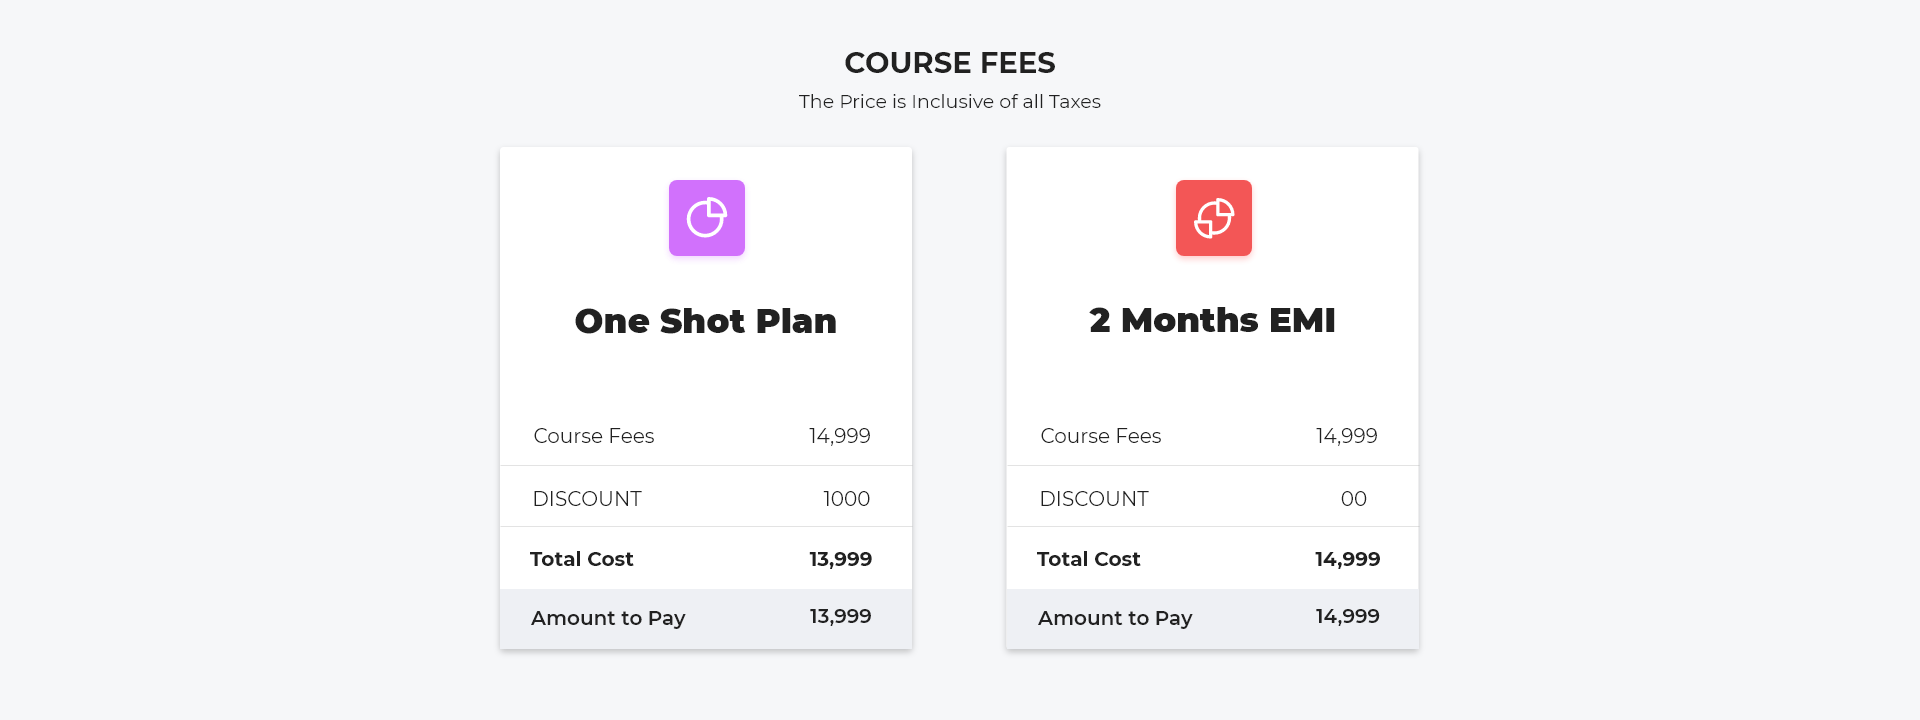 COURSE FEES
The Price is Inclusive of all Taxes
One Shot Plan
Course Fees 14,999
DISCOUNT 1000
Total Cost 13,999
Amount to Pay 13,999
2 Months EMI
Course Fees 14,999
DISCOUNT 00
Total Cost 14,999
Amount to Pay 14,999